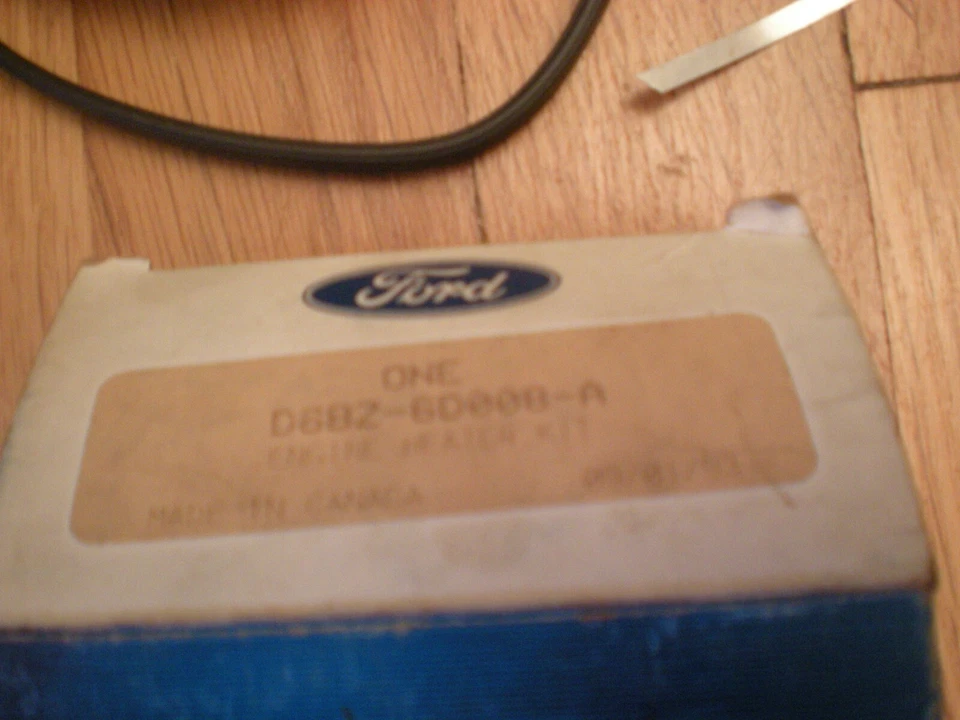 Ford
ONE
D6BZ-6D008-A
ENGINE HEATER KIT
MADE IN CANADA